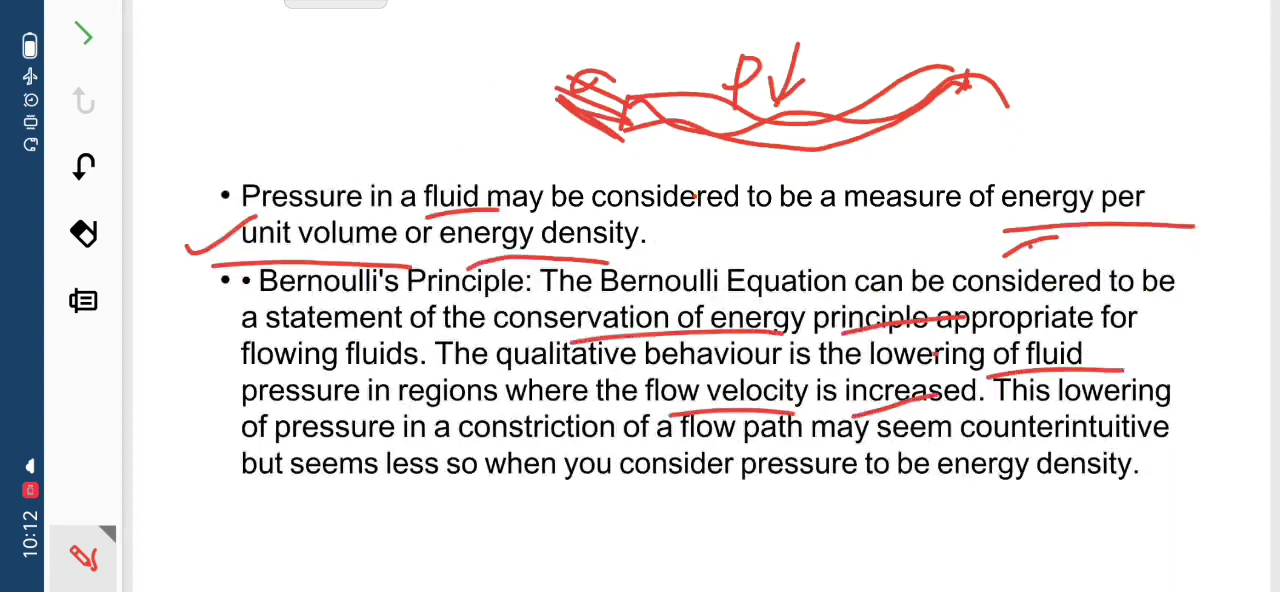 P↓
• Pressure in a fluid may be considered to be a measure of energy per
unit volume or energy density.
• • Bernoulli's Principle: The Bernoulli Equation can be considered to be
a statement of the conservation of energy principle appropriate for
flowing fluids. The qualitative behaviour is the lowering of fluid
pressure in regions where the flow velocity is increased. This lowering
of pressure in a constriction of a flow path may seem counterintuitive
but seems less so when you consider pressure to be energy density.
10:12